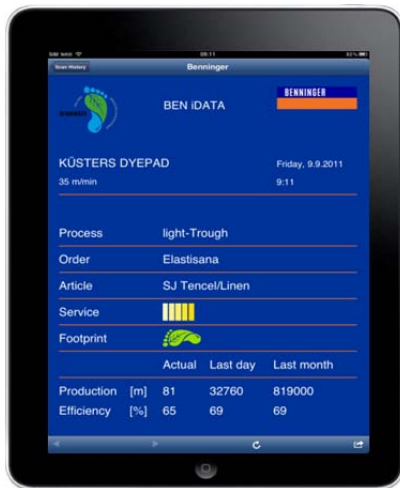 09:11
Scan History Benninger
BEN iDATA
BENNINGER
KÜSTERS DYEPAD Friday, 9.9.2011
35 m/min 9:11
Process light-Trough
Order Elastisana
Article SJ Tencel/Linen
Service
Footprint
Actual Last day Last month
Production [m] 81 32760 819000
Efficiency [%] 65 69 69